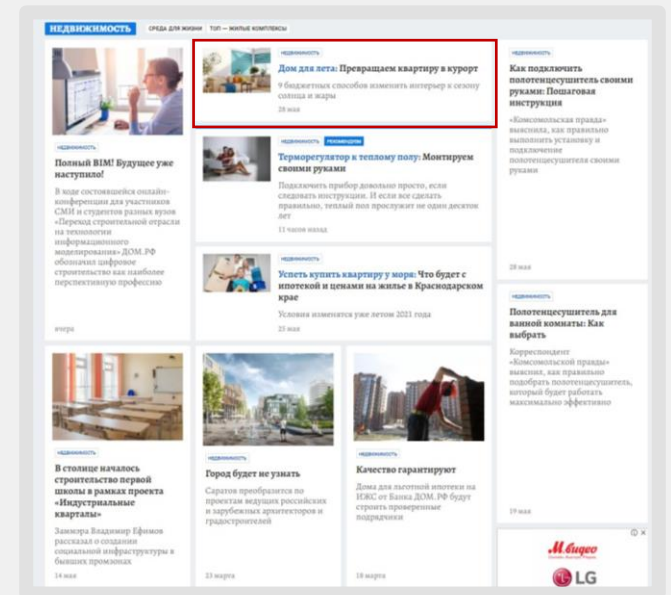 НЕДВИЖИМОСТЬ
СРЕДА ДЛЯ ЖИЗНИ
ТОП — ЖИЛЫЕ КОМПЛЕКСЫ
НЕДВИЖИМОСТЬ
Полный BIM! Будущее уже
наступило!
В ходе состоявшейся онлайн-
конференции для участников
СМИ и студентов разных вузов
«Переход строительной отрасли
на технологии
информационного
моделирования» ДОМ.РФ
обозначил цифровое
строительство как наиболее
перспективную профессию
вчера
НЕДВИЖИМОСТЬ
Дом для лета: Превращаем квартиру в курорт
9 бюджетных способов изменить интерьер к сезону
солнца и жары
28 мая
НЕДВИЖИМОСТЬ РЕКОМЕНДУЕМ
Терморегулятор к теплому полу: Монтируем
своими руками
Подключить прибор довольно просто, если
следовать инструкции. И если все сделать
правильно, теплый пол прослужит не один десяток
лет
11 часов назад
НЕДВИЖИМОСТЬ
Успеть купить квартиру у моря: Что будет с
ипотекой и ценами на жилье в Краснодарском
крае
Условия изменятся уже летом 2021 года
25 мая
НЕДВИЖИМОСТЬ
Как подключить
полотенцесушитель своими
руками: Пошаговая
инструкция
«Комсомольская правда»
выяснила, как правильно
выполнить установку и
подключение
полотенцесушителя своими
руками
28 мая
НЕДВИЖИМОСТЬ
Полотенцесушитель для
ванной комнаты: Как
выбрать
Корреспондент
«Комсомольской правды»
выяснил, как правильно
подобрать полотенцесушитель,
который будет работать
максимально эффективно
19 мая
НЕДВИЖИМОСТЬ
В столице началось
строительство первой
школы в рамках проекта
«Индустриальные
кварталы»
Заммэра Владимир Ефимов
рассказал о создании
социальной инфраструктуры в
бывших промзонах
14 мая
НЕДВИЖИМОСТЬ
Город будет не узнать
Саратов преобразится по
проектам ведущих российских
и зарубежных архитекторов и
градостроителей
23 марта
НЕДВИЖИМОСТЬ
Качество гарантируют
Дома для льготной ипотеки на
ИЖС от Банка ДОМ.РФ будут
строить проверенные
подрядчики
18 марта
М.видео
LG